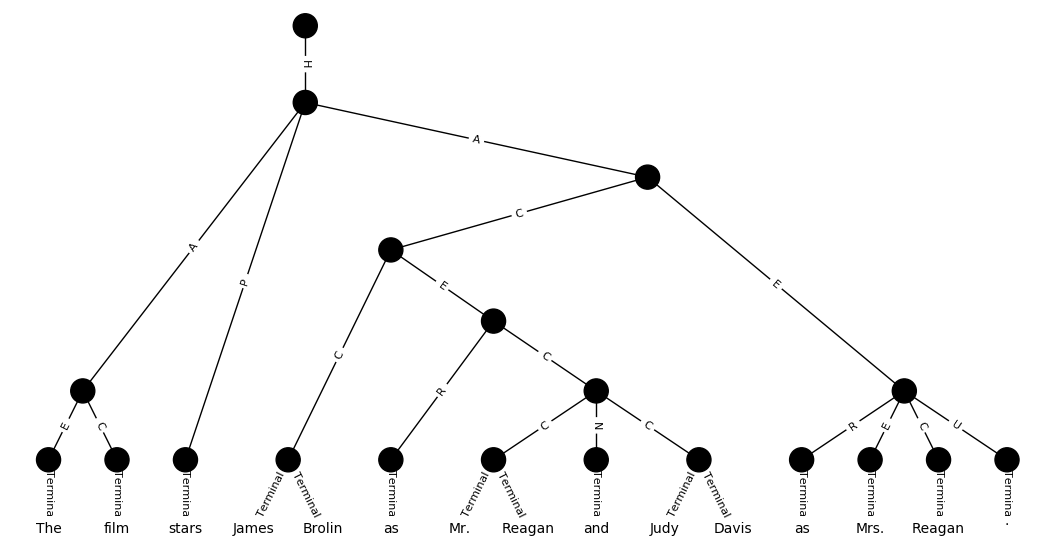 H
A
C
E
E
A
P
C
C
R
E
C
C
N
C
R
E
C
U
Termina Termina Termina Terminal Terminal Termina Terminal Terminal Termina Terminal Terminal Termina Termina Termina Termina
The film stars James Brolin as Mr. Reagan and Judy Davis as Mrs. Reagan .